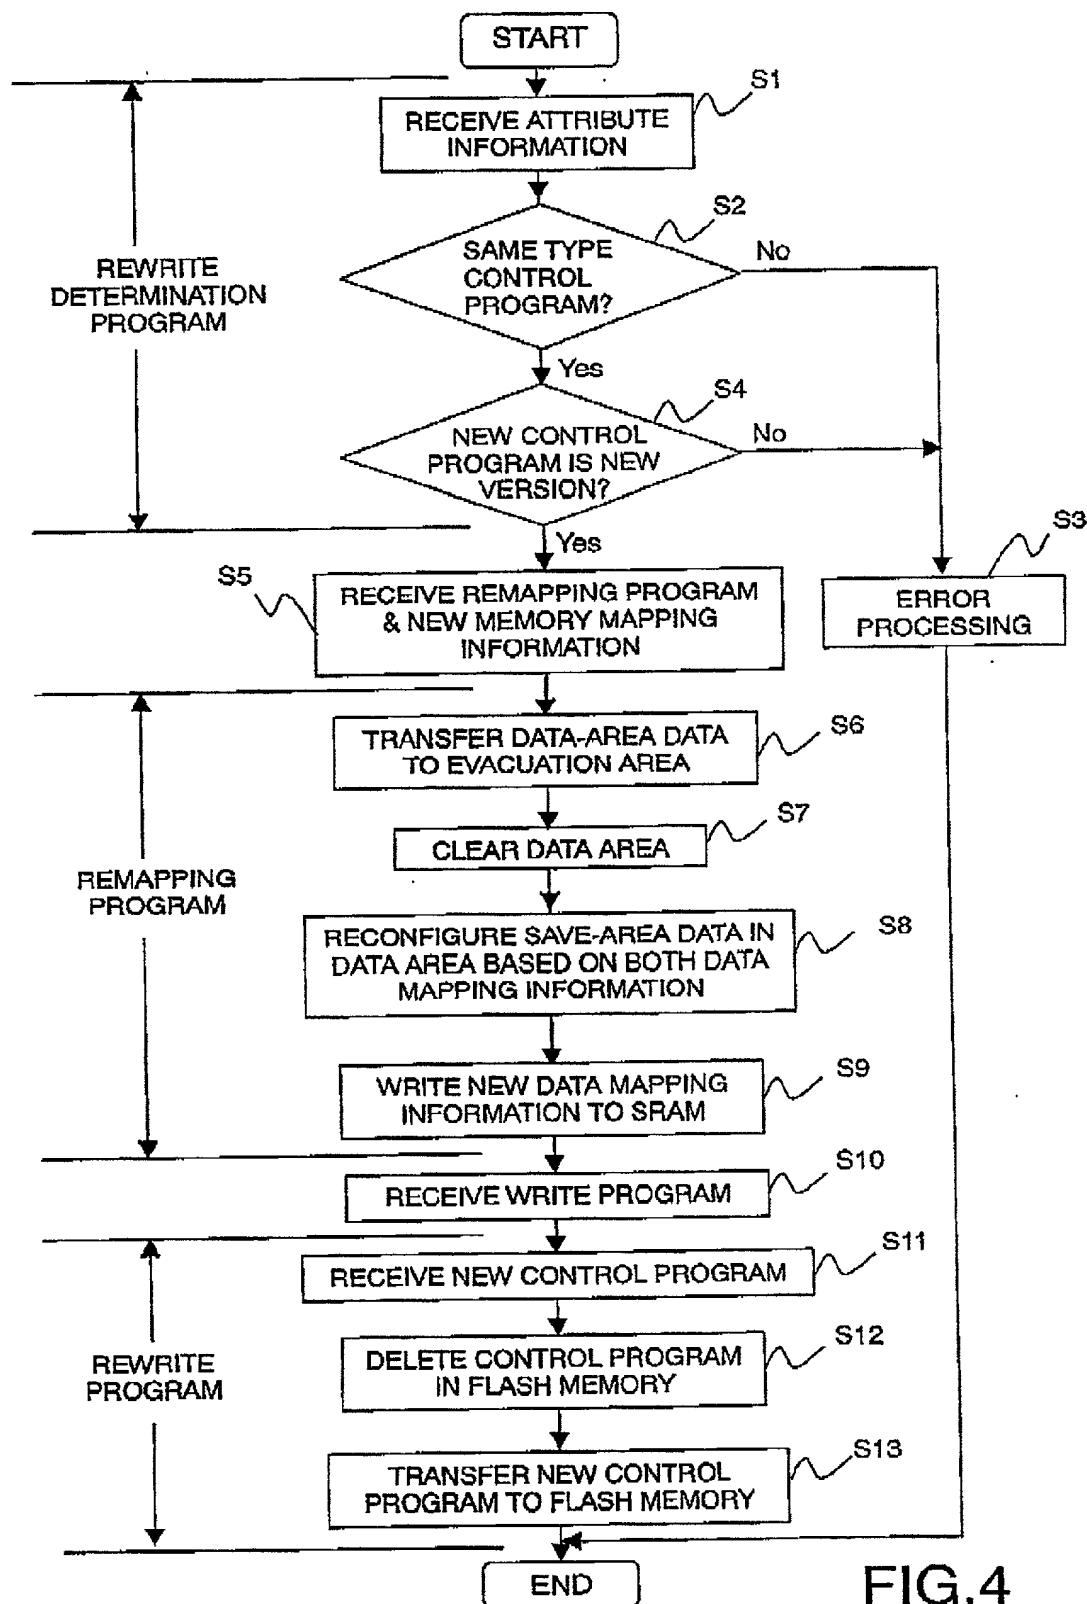 START
S1
RECEIVE ATTRIBUTE
INFORMATION
S2
SAME TYPE
CONTROL
PROGRAM?
No
REWRITE
DETERMINATION
PROGRAM
Yes
S4
NEW CONTROL
PROGRAM IS NEW
VERSION?
No
Yes
S3
ERROR
PROCESSING
S5
RECEIVE REMAPPING PROGRAM
& NEW MEMORY MAPPING
INFORMATION
S6
TRANSFER DATA-AREA DATA
TO EVACUATION AREA
S7
CLEAR DATA AREA
REMAPPING
PROGRAM
S8
RECONFIGURE SAVE-AREA DATA IN
DATA AREA BASED ON BOTH DATA
MAPPING INFORMATION
S9
WRITE NEW DATA MAPPING
INFORMATION TO SRAM
S10
RECEIVE WRITE PROGRAM
S11
RECEIVE NEW CONTROL PROGRAM
S12
DELETE CONTROL PROGRAM
IN FLASH MEMORY
REWRITE
PROGRAM
S13
TRANSFER NEW CONTROL
PROGRAM TO FLASH MEMORY
END
FIG.4